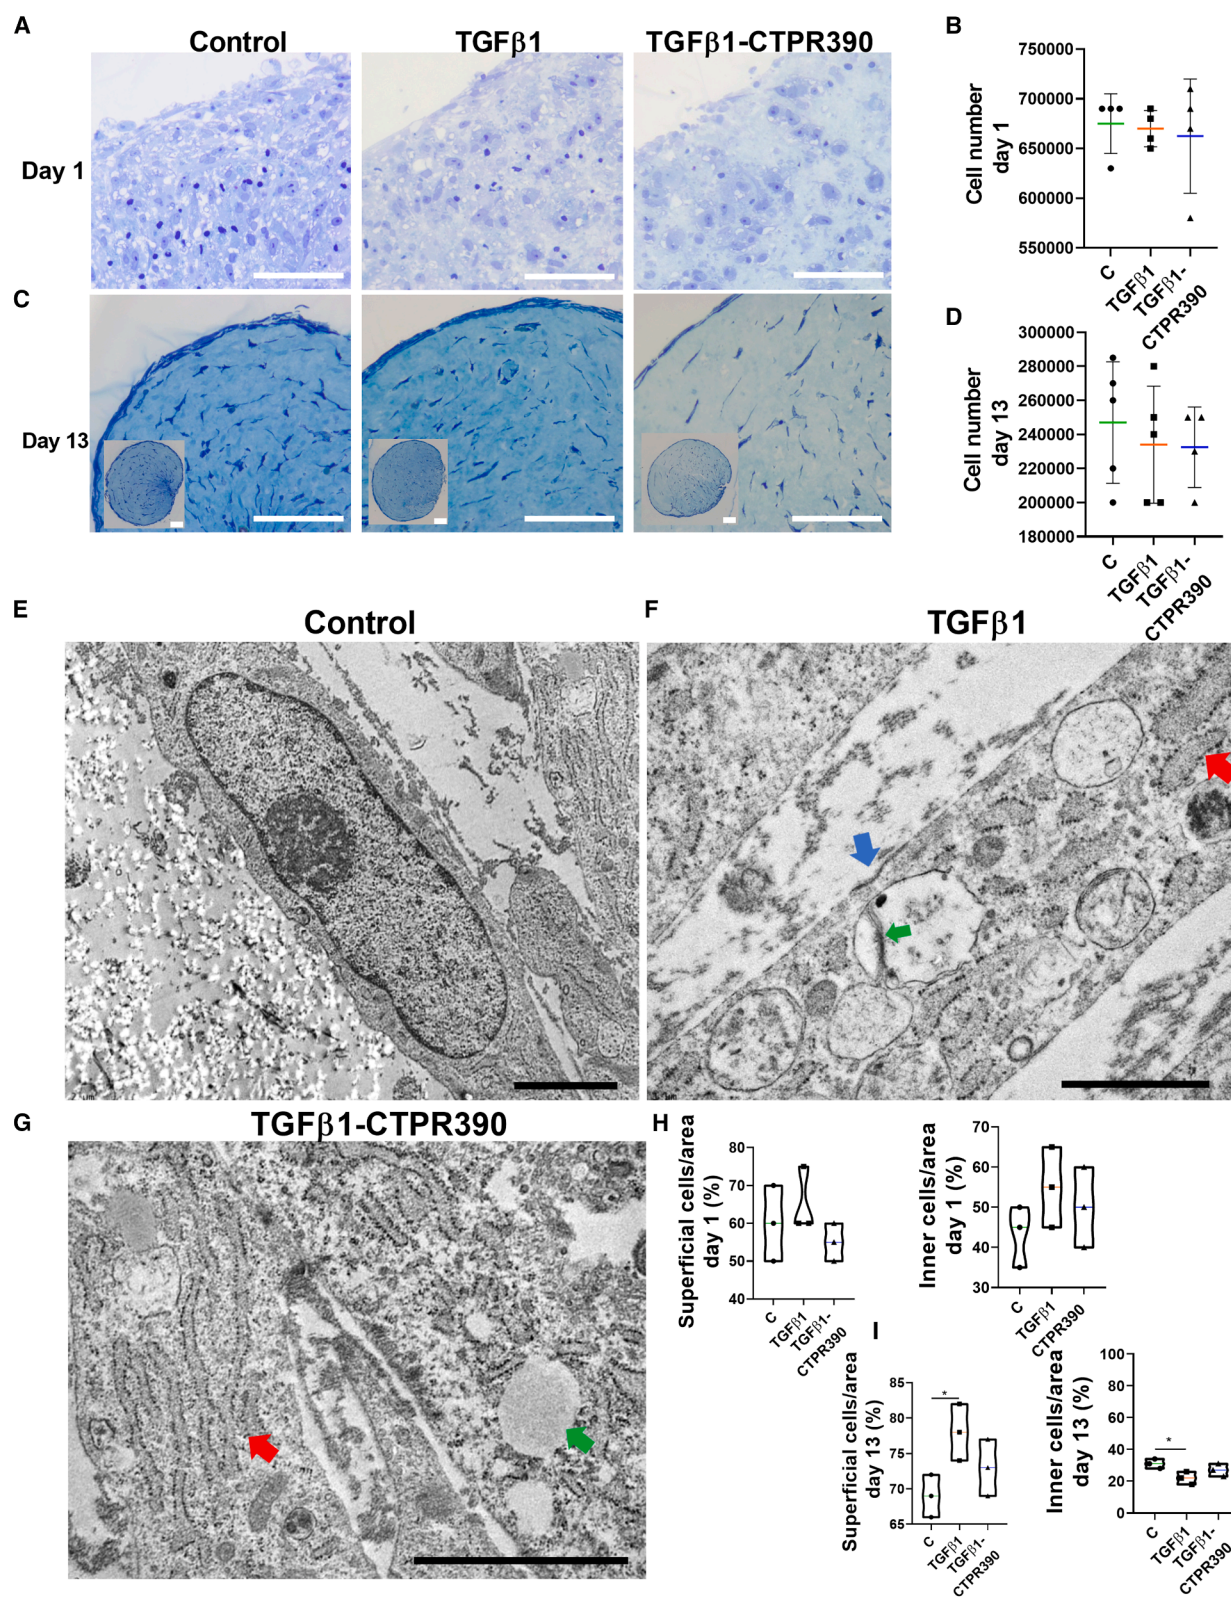 A
Control
TGFβ1
TGFβ1-CTPR390
Day 1
B
Cell number
day 1
750000
700000
650000
600000
550000
C
TGFβ1
TGFβ1-
CTPR390
C
Day 13
D
Cell number
day 13
300000
280000
260000
240000
220000
200000
180000
C
TGFβ1
TGFβ1-
CTPR390
E
Control
F
TGFβ1
G
TGFβ1-CTPR390
H
Superficial cells/area
day 1 (%)
80
70
60
50
40
C
TGFβ1
TGFβ1-
CTPR390
Inner cells/area
day 1 (%)
70
60
50
40
30
C
TGFβ1
CTPR390
I
Superficial cells/area
day 13 (%)
85
80
75
70
65
*
C
TGFβ1
TGFβ1-
CTPR390
Inner cells/area
day 13 (%)
100
80
60
40
20
0
*
C
TGFβ1
TGFβ1-
CTPR390